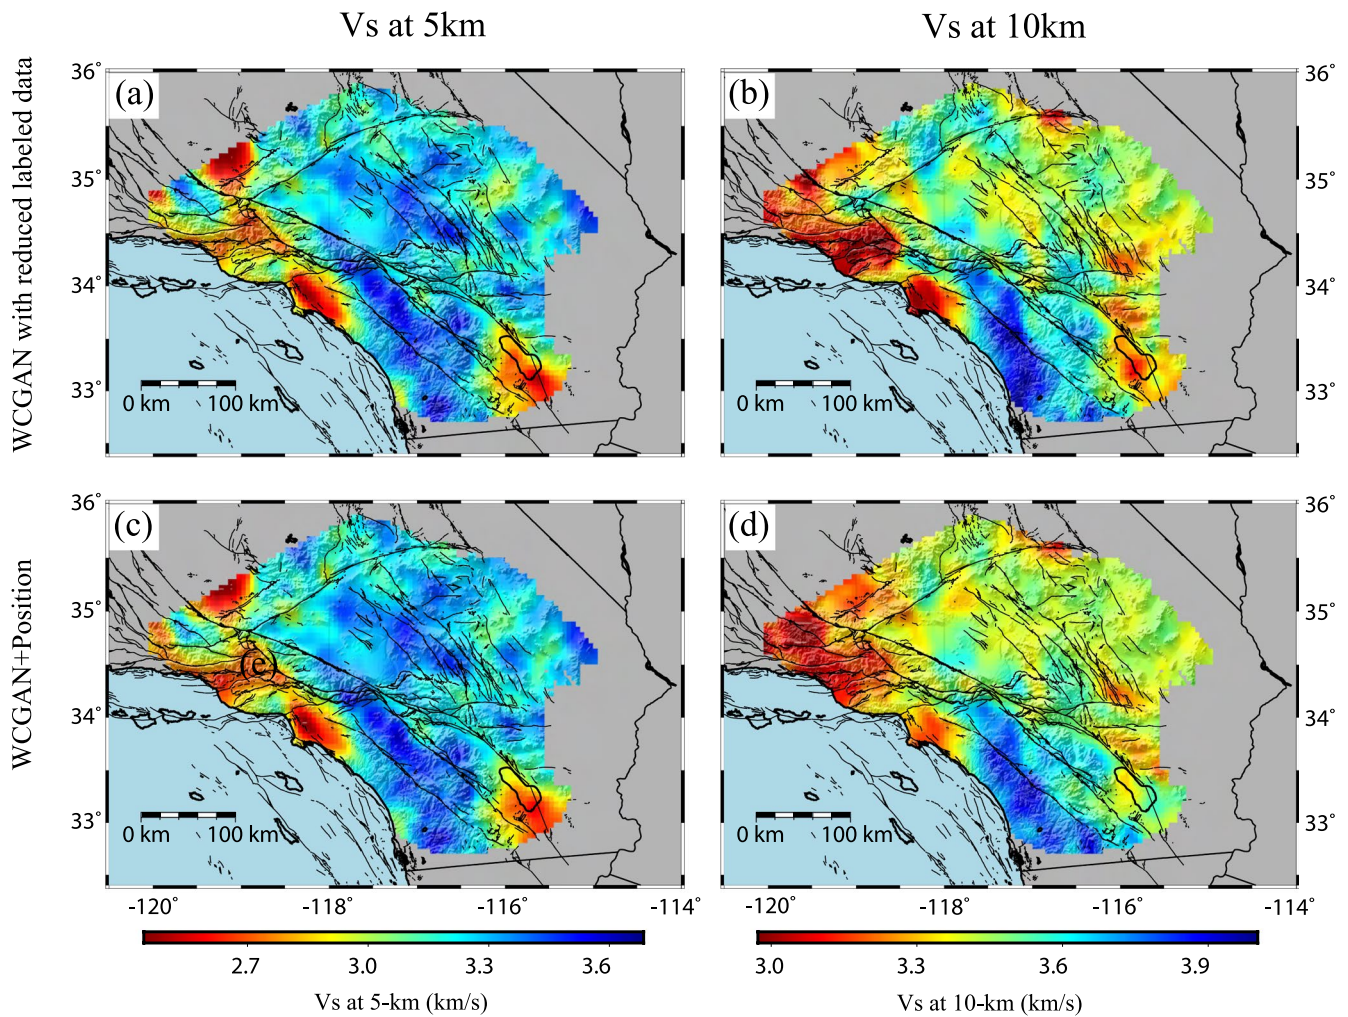 Vs at 5km
Vs at 10km
WCGAN with reduced labeled data
36°
35°
34°
33°
(a)
0 km
100 km
(b)
0 km
100 km
36°
35°
34°
33°
WCGAN+Position
36°
35°
34°
33°
(c)
(c)
0 km
100 km
(d)
0 km
100 km
36°
35°
34°
33°
-120°
-118°
-116°
-114°
-120°
-118°
-116°
-114°
2.7
3.0
3.3
3.6
Vs at 5-km (km/s)
3.0
3.3
3.6
3.9
Vs at 10-km (km/s)